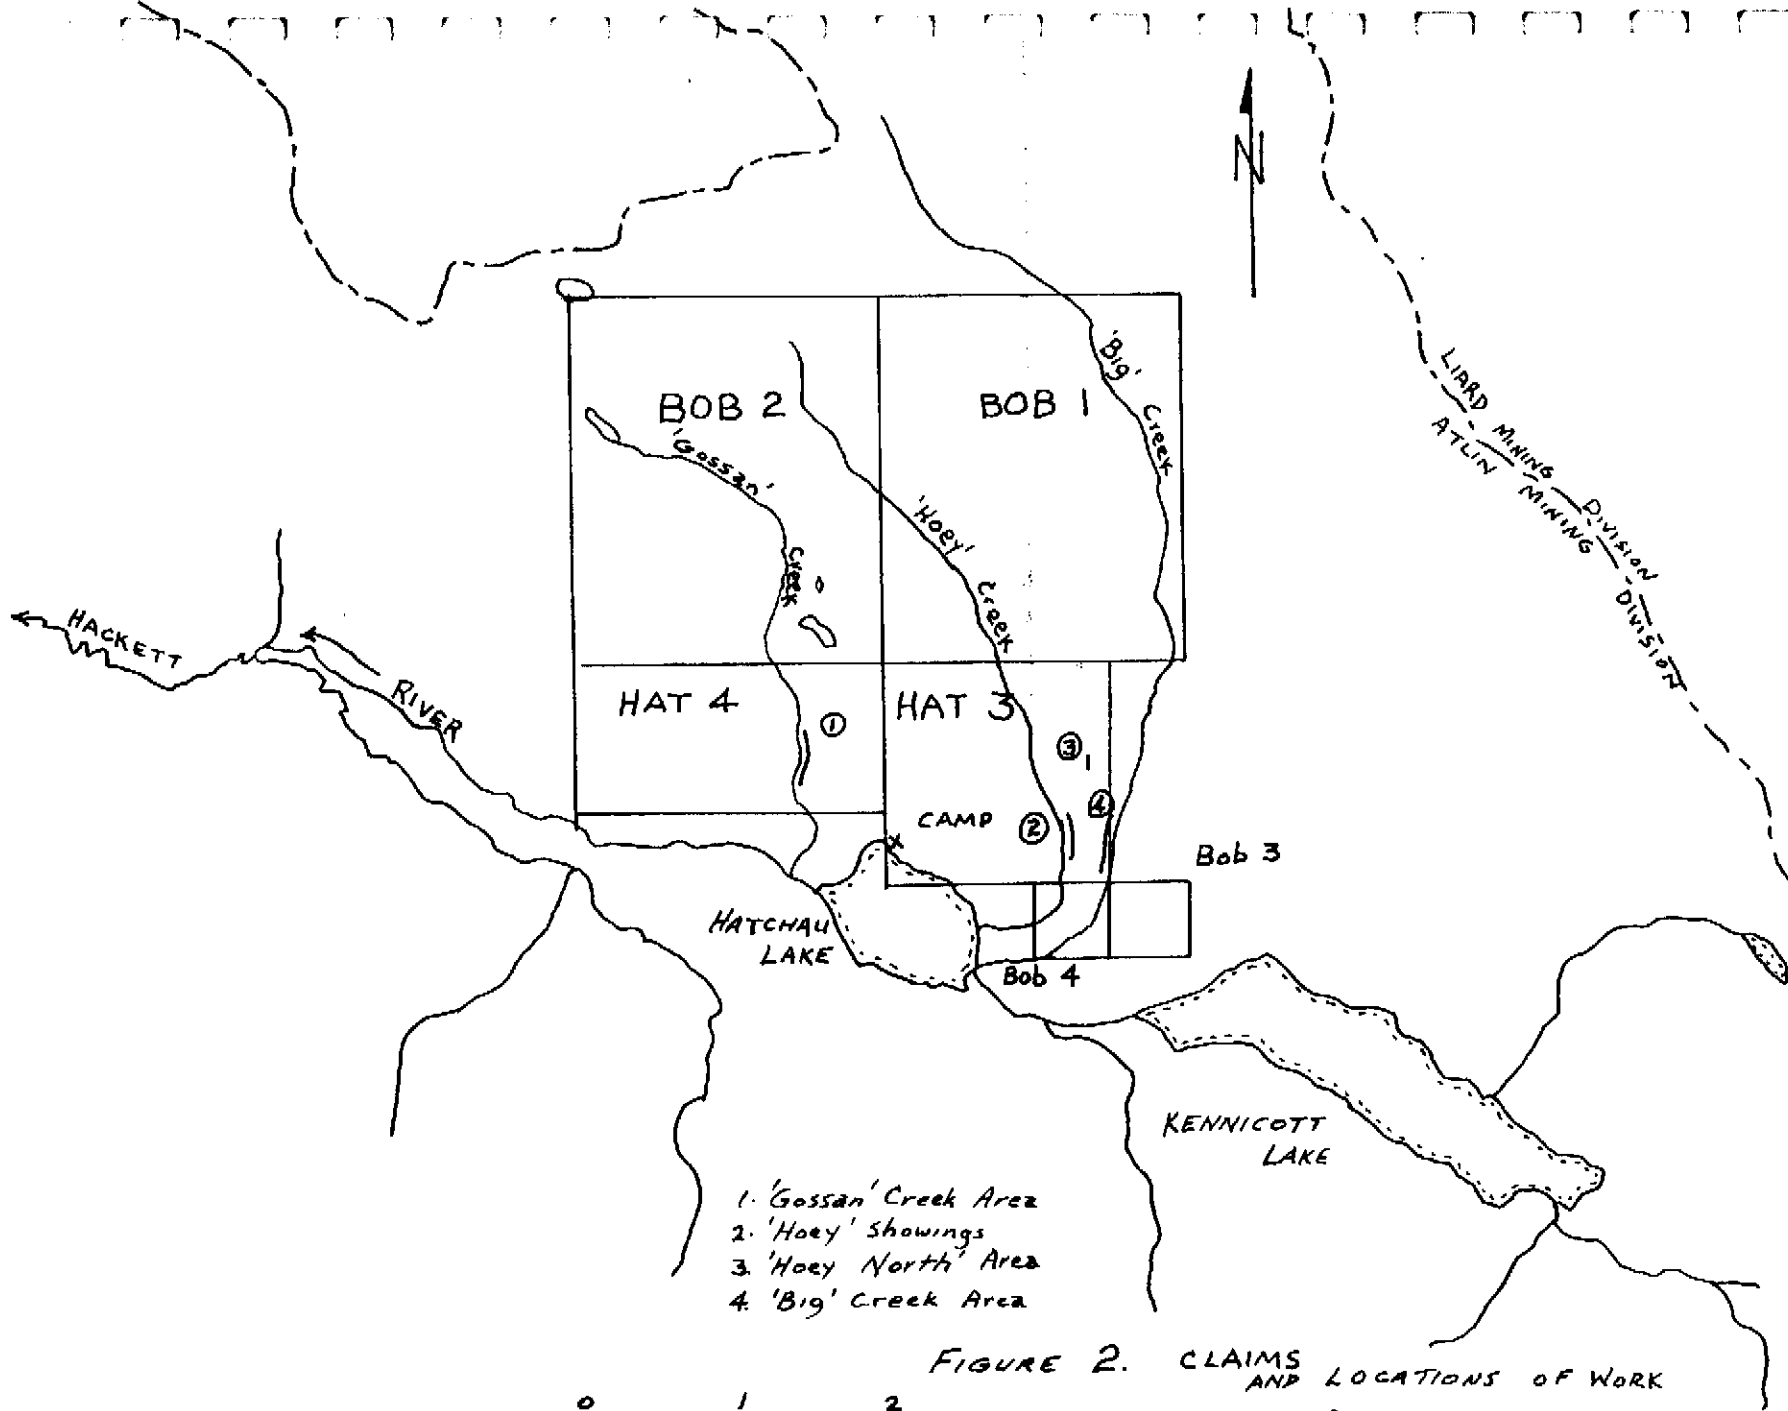 N
'Big'
Creek
BOB 2
BOB 1
'Gossan'
Creek
'Hoey'
Creek
LIARD MINING DIVISION
ATLIN MINING DIVISION
HACKETT
RIVER
HAT 4
HAT 3
1
3
4
2
CAMP
x
Bob 3
HATCHAU
LAKE
Bob 4
KENNICOTT
LAKE
1. 'Gossan' Creek Area
2. 'Hoey' Showings
3. 'Hoey North' Area
4. 'Big' Creek Area
FIGURE 2. CLAIMS
AND LOCATIONS OF WORK
0 1 2